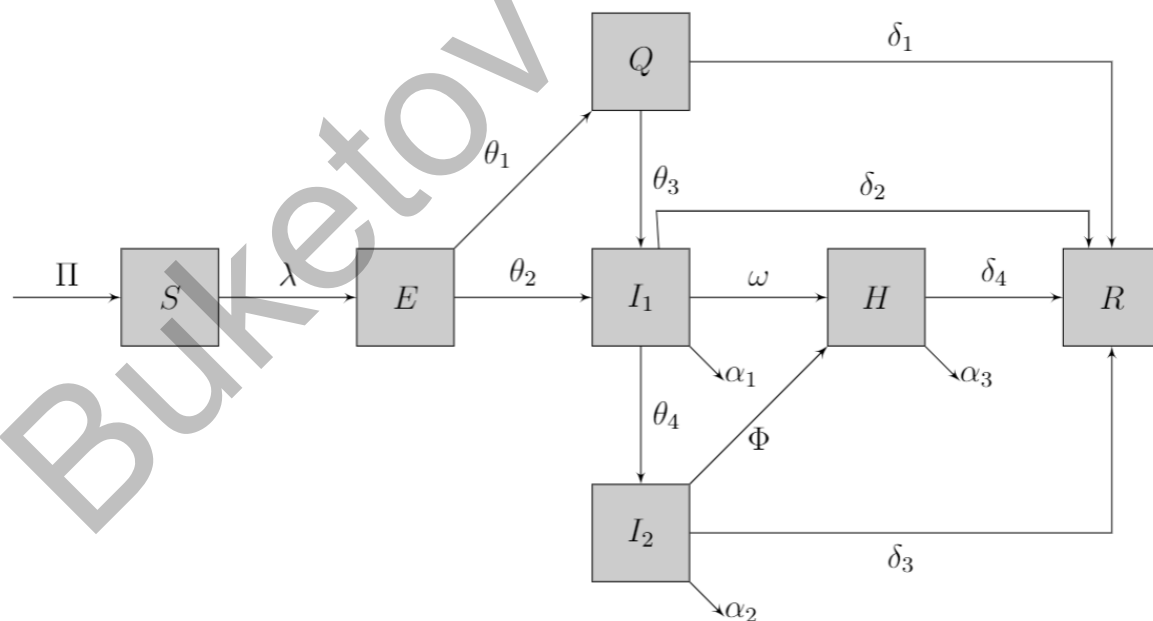 Q
δ₁
θ₁
θ₃
δ₂
Π
S
λ
E
θ₂
I₁
ω
H
δ₄
R
α₁
α₃
θ₄
Φ
I₂
δ₃
α₂
Buketov